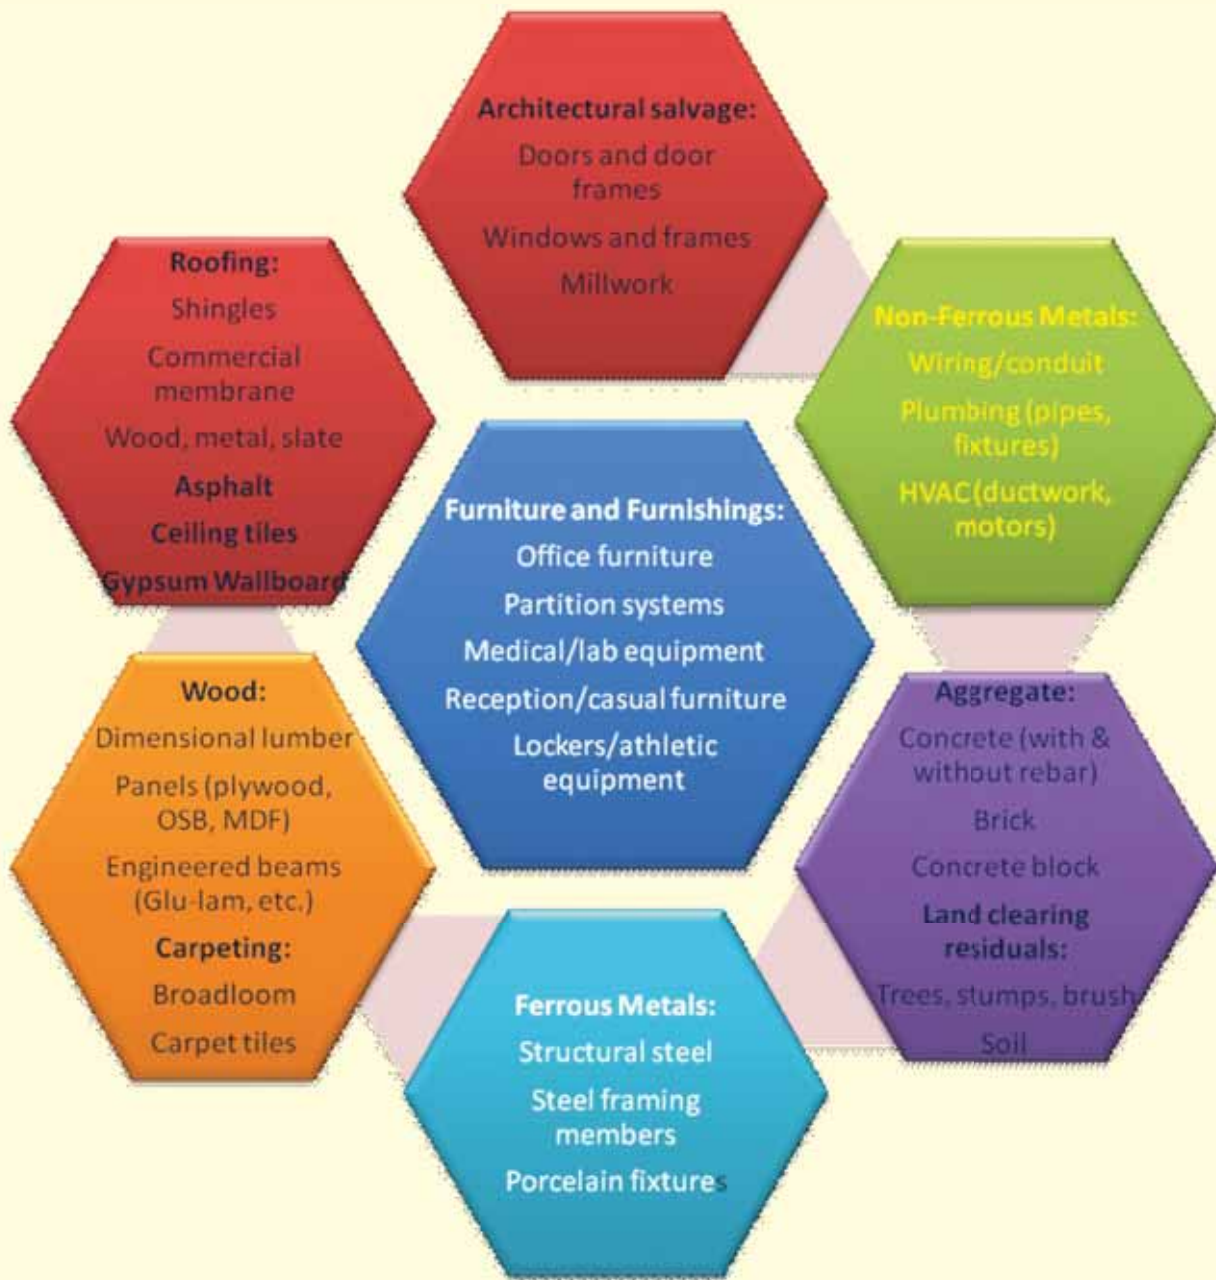 Architectural salvage:
Doors and door
frames
Windows and frames
Millwork
Roofing:
Shingles
Commercial
membrane
Wood, metal, slate
Asphalt
Ceiling tiles
Gypsum Wallboard
Non-Ferrous Metals:
Wiring/conduit
Plumbing (pipes,
fixtures)
HVAC (ductwork,
motors)
Furniture and Furnishings:
Office furniture
Partition systems
Medical/lab equipment
Reception/casual furniture
Lockers/athletic
equipment
Wood:
Dimensional lumber
Panels (plywood,
OSB, MDF)
Engineered beams
(Glu-lam, etc.)
Carpeting:
Broadloom
Carpet tiles
Aggregate:
Concrete (with &
without rebar)
Brick
Concrete block
Land clearing
residuals:
Trees, stumps, brush
Soil
Ferrous Metals:
Structural steel
Steel framing
members
Porcelain fixtures